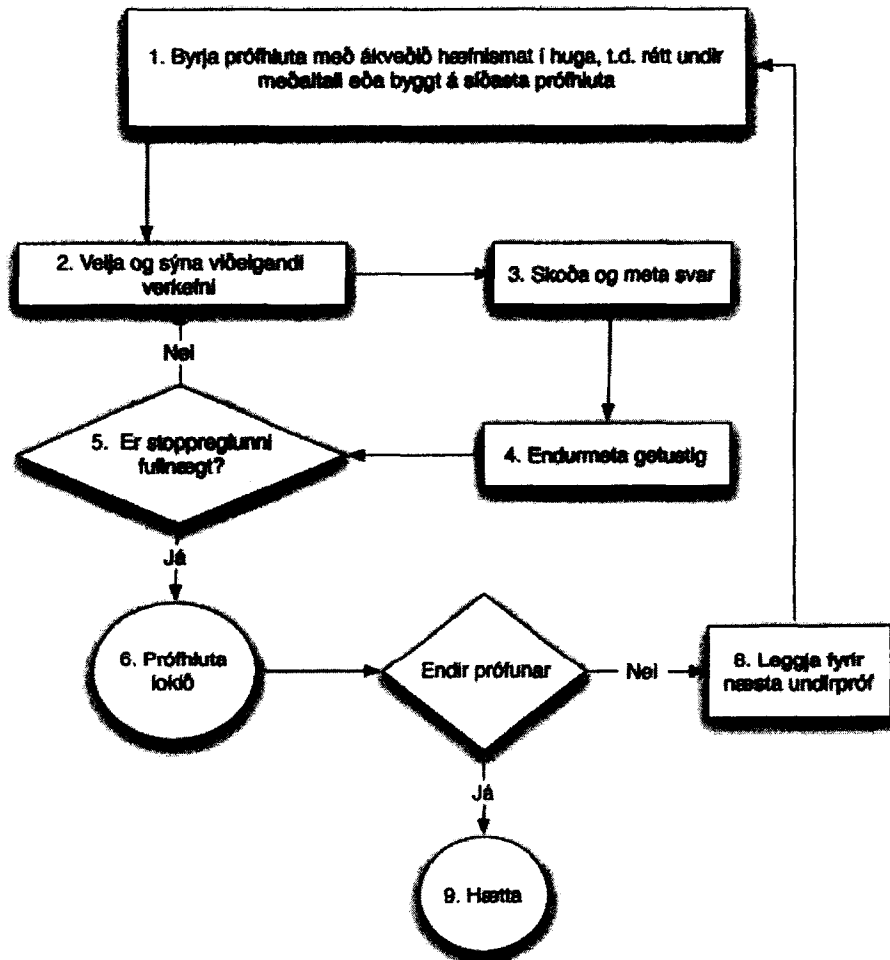 1. Byrja prófhluta með ákveðið hæfnismat í huga, t.d. rétt undir
meðaltali eða byggt á síðasta prófhluta
2. Velja og sýna viðeigandi
verkefni
3. Skoða og meta svar
Nei
5. Er stoppreglunni
fullnægt?
4. Endurmeta getustig
Já
6. Prófhluta
lokið
Endir prófunar
Nei
8. Leggja fyrir
næsta undirpróf
Já
9. Hætta